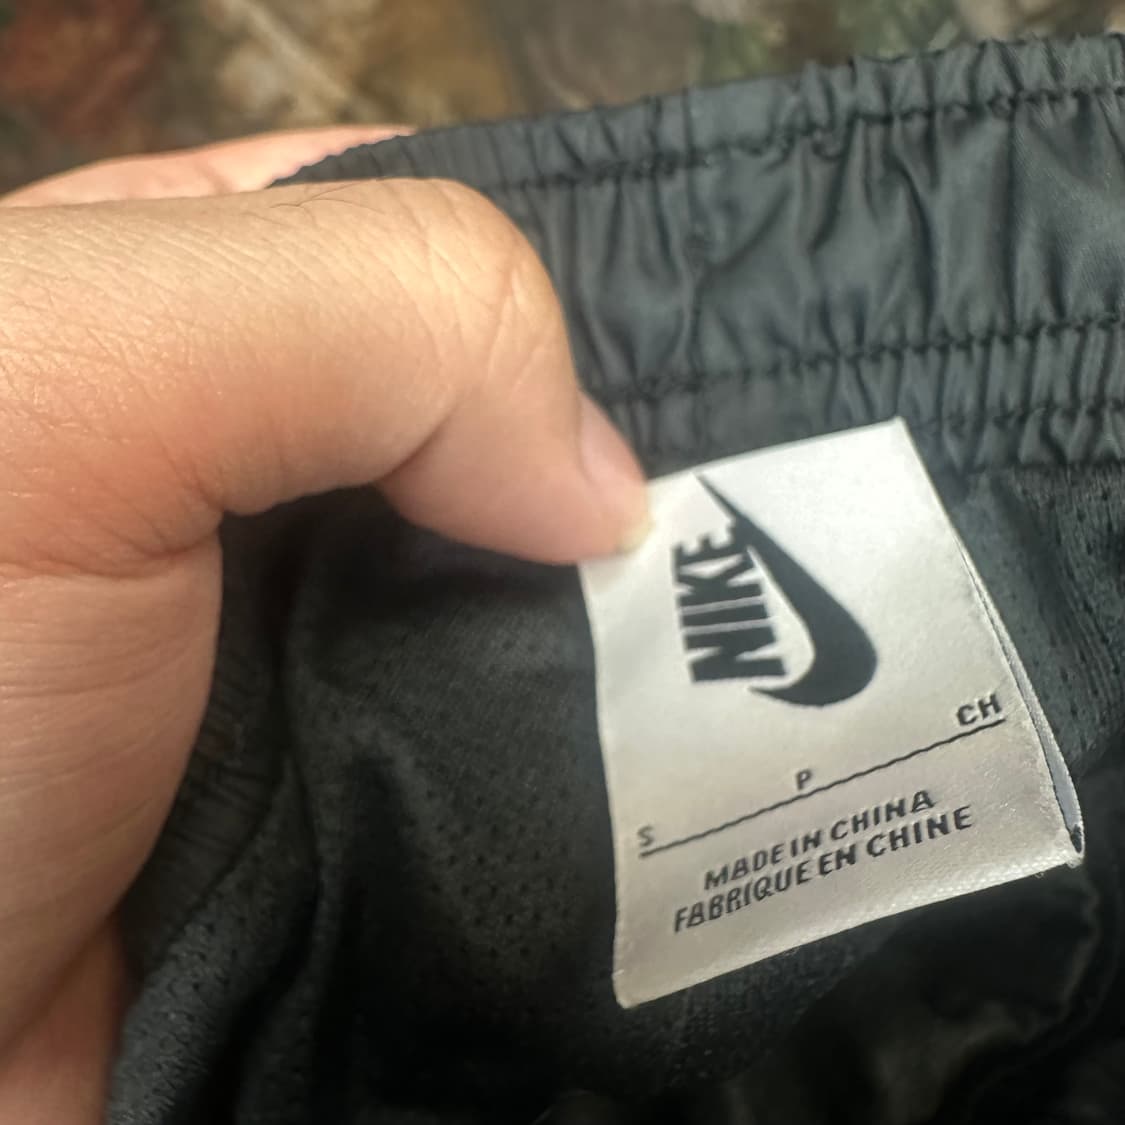 NIKE
S P CH
MADE IN CHINA
FABRIQUE EN CHINE